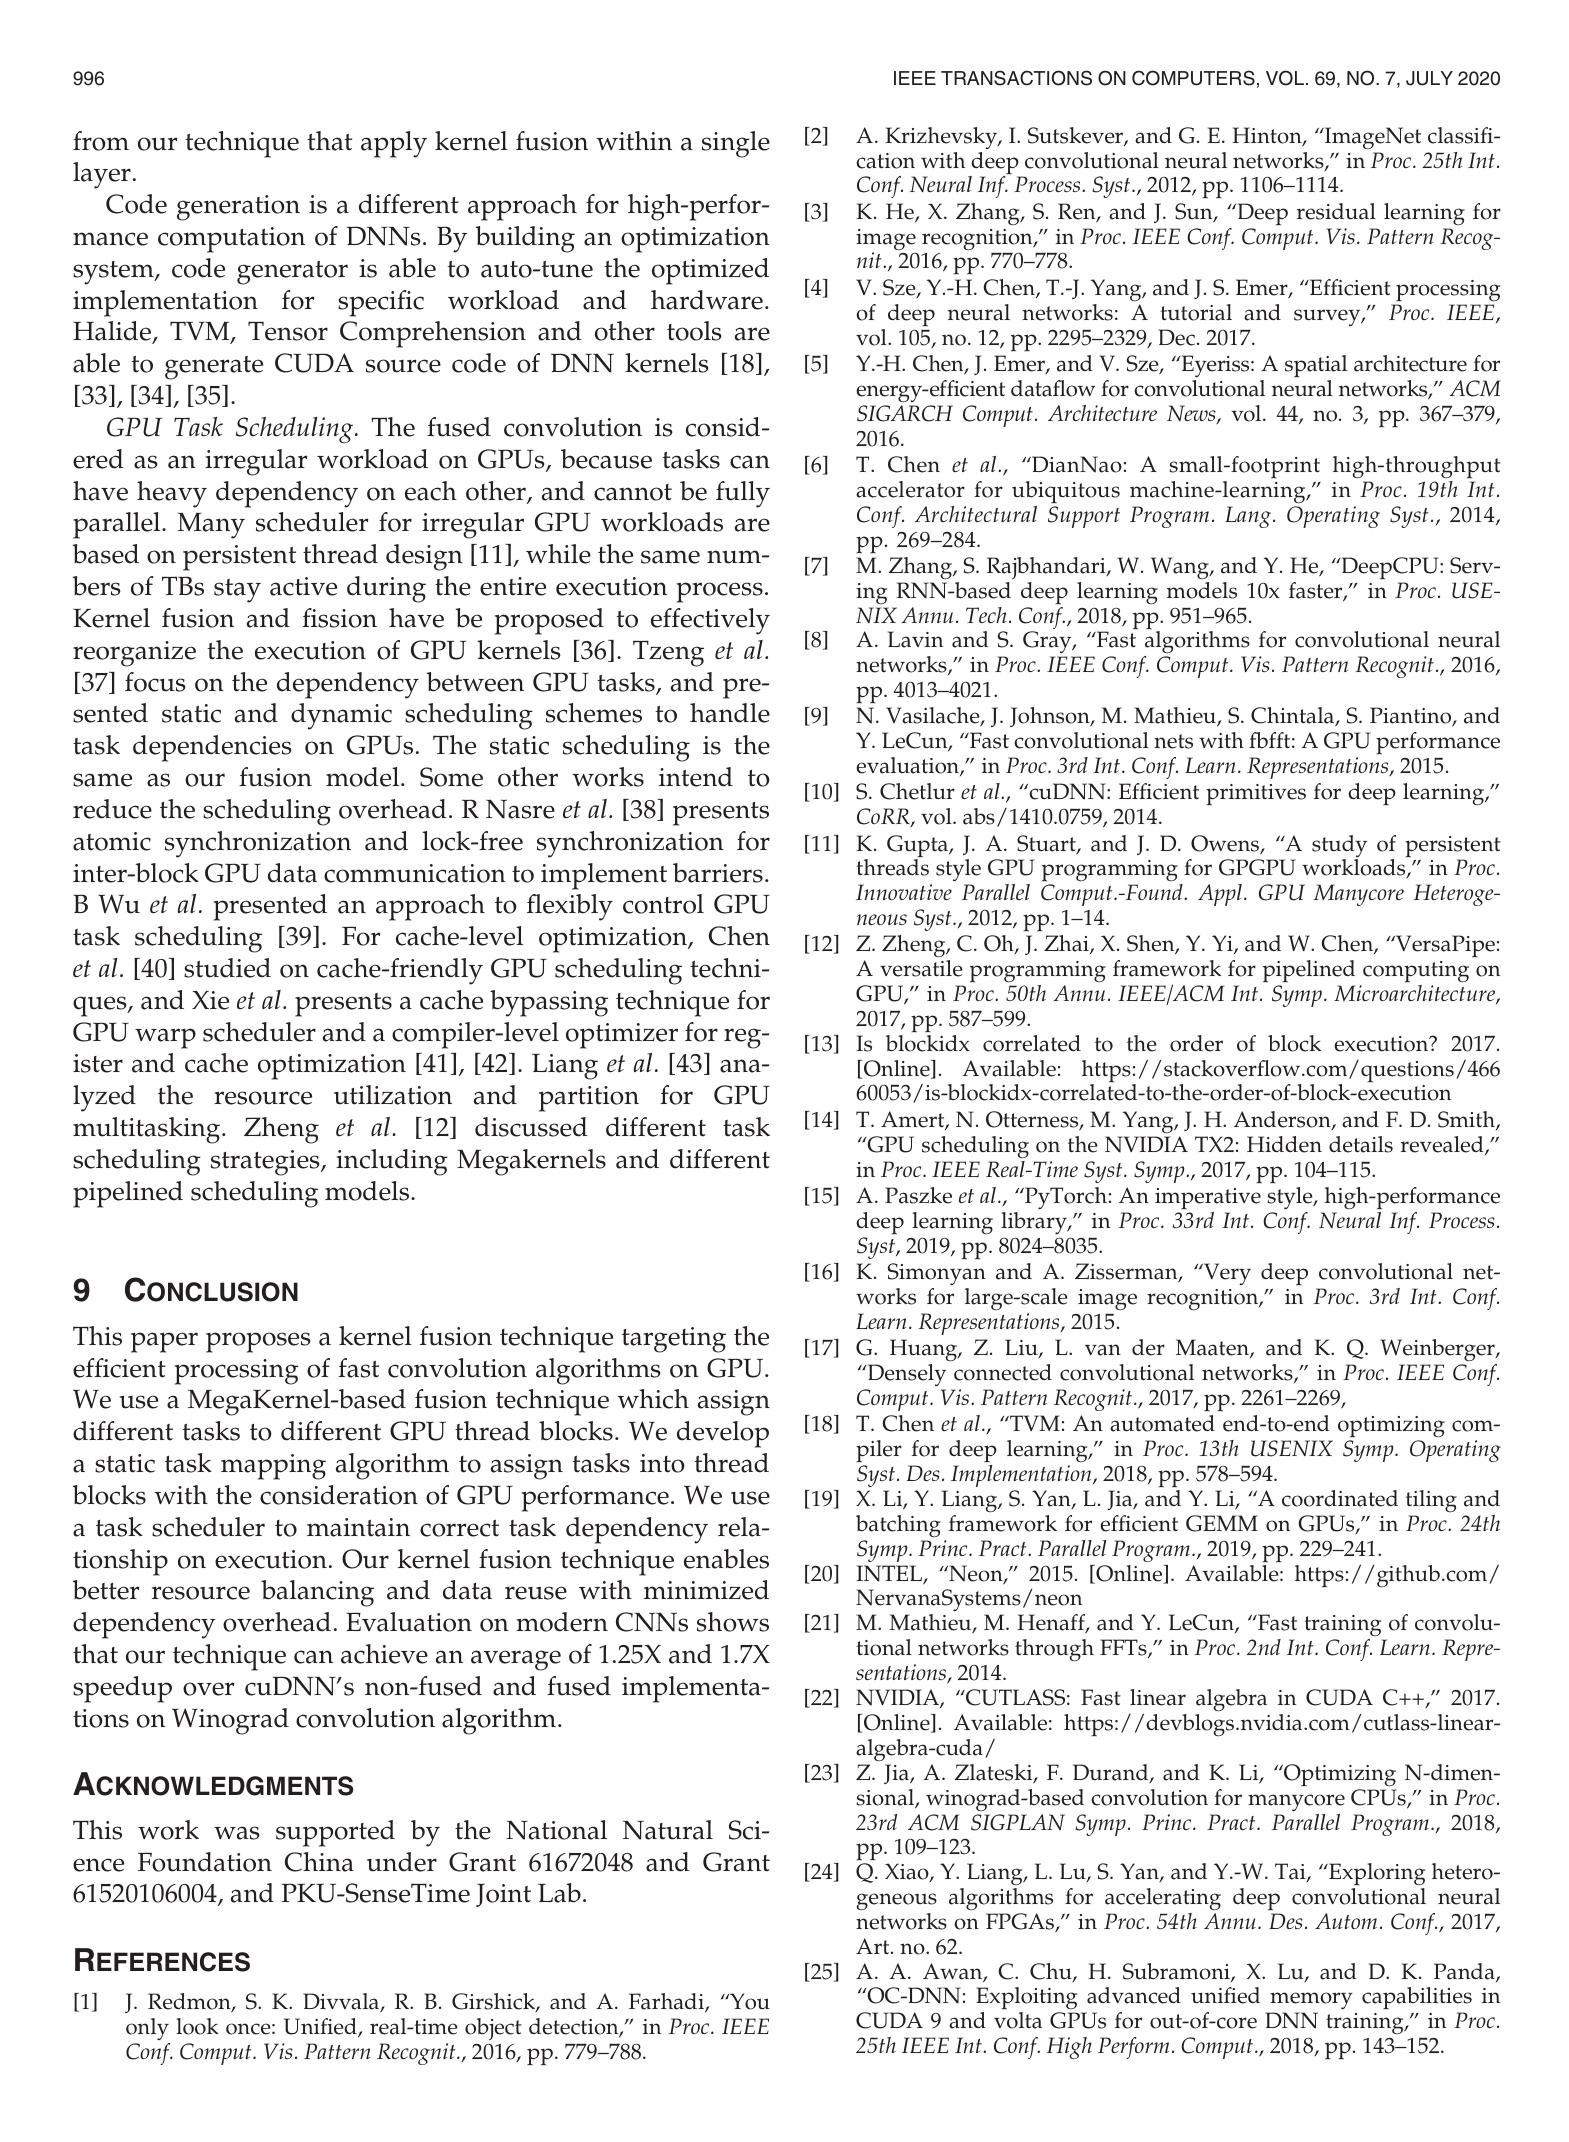 996
IEEE TRANSACTIONS ON COMPUTERS, VOL. 69, NO. 7, JULY 2020
from our technique that apply kernel fusion within a single
layer.
Code generation is a different approach for high-perfor-
mance computation of DNNs. By building an optimization
system, code generator is able to auto-tune the optimized
implementation for specific workload and hardware.
Halide, TVM, Tensor Comprehension and other tools are
able to generate CUDA source code of DNN kernels [18],
[33], [34], [35].
GPU Task Scheduling. The fused convolution is consid-
ered as an irregular workload on GPUs, because tasks can
have heavy dependency on each other, and cannot be fully
parallel. Many scheduler for irregular GPU workloads are
based on persistent thread design [11], while the same num-
bers of TBs stay active during the entire execution process.
Kernel fusion and fission have be proposed to effectively
reorganize the execution of GPU kernels [36]. Tzeng et al.
[37] focus on the dependency between GPU tasks, and pre-
sented static and dynamic scheduling schemes to handle
task dependencies on GPUs. The static scheduling is the
same as our fusion model. Some other works intend to
reduce the scheduling overhead. R Nasre et al. [38] presents
atomic synchronization and lock-free synchronization for
inter-block GPU data communication to implement barriers.
B Wu et al. presented an approach to flexibly control GPU
task scheduling [39]. For cache-level optimization, Chen
et al. [40] studied on cache-friendly GPU scheduling techni-
ques, and Xie et al. presents a cache bypassing technique for
GPU warp scheduler and a compiler-level optimizer for reg-
ister and cache optimization [41], [42]. Liang et al. [43] ana-
lyzed the resource utilization and partition for GPU
multitasking. Zheng et al. [12] discussed different task
scheduling strategies, including Megakernels and different
pipelined scheduling models.
9 CONCLUSION
This paper proposes a kernel fusion technique targeting the
efficient processing of fast convolution algorithms on GPU.
We use a MegaKernel-based fusion technique which assign
different tasks to different GPU thread blocks. We develop
a static task mapping algorithm to assign tasks into thread
blocks with the consideration of GPU performance. We use
a task scheduler to maintain correct task dependency rela-
tionship on execution. Our kernel fusion technique enables
better resource balancing and data reuse with minimized
dependency overhead. Evaluation on modern CNNs shows
that our technique can achieve an average of 1.25X and 1.7X
speedup over cuDNN's non-fused and fused implementa-
tions on Winograd convolution algorithm.
ACKNOWLEDGMENTS
This work was supported by the National Natural Sci-
ence Foundation China under Grant 61672048 and Grant
61520106004, and PKU-SenseTime Joint Lab.
REFERENCES
[1] J. Redmon, S. K. Divvala, R. B. Girshick, and A. Farhadi, “You
only look once: Unified, real-time object detection,” in Proc. IEEE
Conf. Comput. Vis. Pattern Recognit., 2016, pp. 779–788.
[2] A. Krizhevsky, I. Sutskever, and G. E. Hinton, “ImageNet classifi-
cation with deep convolutional neural networks,” in Proc. 25th Int.
Conf. Neural Inf. Process. Syst., 2012, pp. 1106–1114.
[3] K. He, X. Zhang, S. Ren, and J. Sun, “Deep residual learning for
image recognition,” in Proc. IEEE Conf. Comput. Vis. Pattern Recog-
nit., 2016, pp. 770–778.
[4] V. Sze, Y.-H. Chen, T.-J. Yang, and J. S. Emer, “Efficient processing
of deep neural networks: A tutorial and survey,” Proc. IEEE,
vol. 105, no. 12, pp. 2295–2329, Dec. 2017.
[5] Y.-H. Chen, J. Emer, and V. Sze, “Eyeriss: A spatial architecture for
energy-efficient dataflow for convolutional neural networks,” ACM
SIGARCH Comput. Architecture News, vol. 44, no. 3, pp. 367–379,
2016.
[6] T. Chen et al., “DianNao: A small-footprint high-throughput
accelerator for ubiquitous machine-learning,” in Proc. 19th Int.
Conf. Architectural Support Program. Lang. Operating Syst., 2014,
pp. 269–284.
[7] M. Zhang, S. Rajbhandari, W. Wang, and Y. He, “DeepCPU: Serv-
ing RNN-based deep learning models 10x faster,” in Proc. USE-
NIX Annu. Tech. Conf., 2018, pp. 951–965.
[8] A. Lavin and S. Gray, “Fast algorithms for convolutional neural
networks,” in Proc. IEEE Conf. Comput. Vis. Pattern Recognit., 2016,
pp. 4013–4021.
[9] N. Vasilache, J. Johnson, M. Mathieu, S. Chintala, S. Piantino, and
Y. LeCun, “Fast convolutional nets with fbfft: A GPU performance
evaluation,” in Proc. 3rd Int. Conf. Learn. Representations, 2015.
[10] S. Chetlur et al., “cuDNN: Efficient primitives for deep learning,”
CoRR, vol. abs/1410.0759, 2014.
[11] K. Gupta, J. A. Stuart, and J. D. Owens, “A study of persistent
threads style GPU programming for GPGPU workloads,” in Proc.
Innovative Parallel Comput.-Found. Appl. GPU Manycore Heteroge-
neous Syst., 2012, pp. 1–14.
[12] Z. Zheng, C. Oh, J. Zhai, X. Shen, Y. Yi, and W. Chen, “VersaPipe:
A versatile programming framework for pipelined computing on
GPU,” in Proc. 50th Annu. IEEE/ACM Int. Symp. Microarchitecture,
2017, pp. 587–599.
[13] Is blockidx correlated to the order of block execution? 2017.
[Online]. Available: https://stackoverflow.com/questions/466
60053/is-blockidx-correlated-to-the-order-of-block-execution
[14] T. Amert, N. Otterness, M. Yang, J. H. Anderson, and F. D. Smith,
“GPU scheduling on the NVIDIA TX2: Hidden details revealed,”
in Proc. IEEE Real-Time Syst. Symp., 2017, pp. 104–115.
[15] A. Paszke et al., “PyTorch: An imperative style, high-performance
deep learning library,” in Proc. 33rd Int. Conf. Neural Inf. Process.
Syst, 2019, pp. 8024–8035.
[16] K. Simonyan and A. Zisserman, “Very deep convolutional net-
works for large-scale image recognition,” in Proc. 3rd Int. Conf.
Learn. Representations, 2015.
[17] G. Huang, Z. Liu, L. van der Maaten, and K. Q. Weinberger,
“Densely connected convolutional networks,” in Proc. IEEE Conf.
Comput. Vis. Pattern Recognit., 2017, pp. 2261–2269,
[18] T. Chen et al., “TVM: An automated end-to-end optimizing com-
piler for deep learning,” in Proc. 13th USENIX Symp. Operating
Syst. Des. Implementation, 2018, pp. 578–594.
[19] X. Li, Y. Liang, S. Yan, L. Jia, and Y. Li, “A coordinated tiling and
batching framework for efficient GEMM on GPUs,” in Proc. 24th
Symp. Princ. Pract. Parallel Program., 2019, pp. 229–241.
[20] INTEL, “Neon,” 2015. [Online]. Available: https://github.com/
NervanaSystems/neon
[21] M. Mathieu, M. Henaff, and Y. LeCun, “Fast training of convolu-
tional networks through FFTs,” in Proc. 2nd Int. Conf. Learn. Repre-
sentations, 2014.
[22] NVIDIA, “CUTLASS: Fast linear algebra in CUDA C++,” 2017.
[Online]. Available: https://devblogs.nvidia.com/cutlass-linear-
algebra-cuda/
[23] Z. Jia, A. Zlateski, F. Durand, and K. Li, “Optimizing N-dimen-
sional, winograd-based convolution for manycore CPUs,” in Proc.
23rd ACM SIGPLAN Symp. Princ. Pract. Parallel Program., 2018,
pp. 109–123.
[24] Q. Xiao, Y. Liang, L. Lu, S. Yan, and Y.-W. Tai, “Exploring hetero-
geneous algorithms for accelerating deep convolutional neural
networks on FPGAs,” in Proc. 54th Annu. Des. Autom. Conf., 2017,
Art. no. 62.
[25] A. A. Awan, C. Chu, H. Subramoni, X. Lu, and D. K. Panda,
“OC-DNN: Exploiting advanced unified memory capabilities in
CUDA 9 and volta GPUs for out-of-core DNN training,” in Proc.
25th IEEE Int. Conf. High Perform. Comput., 2018, pp. 143–152.